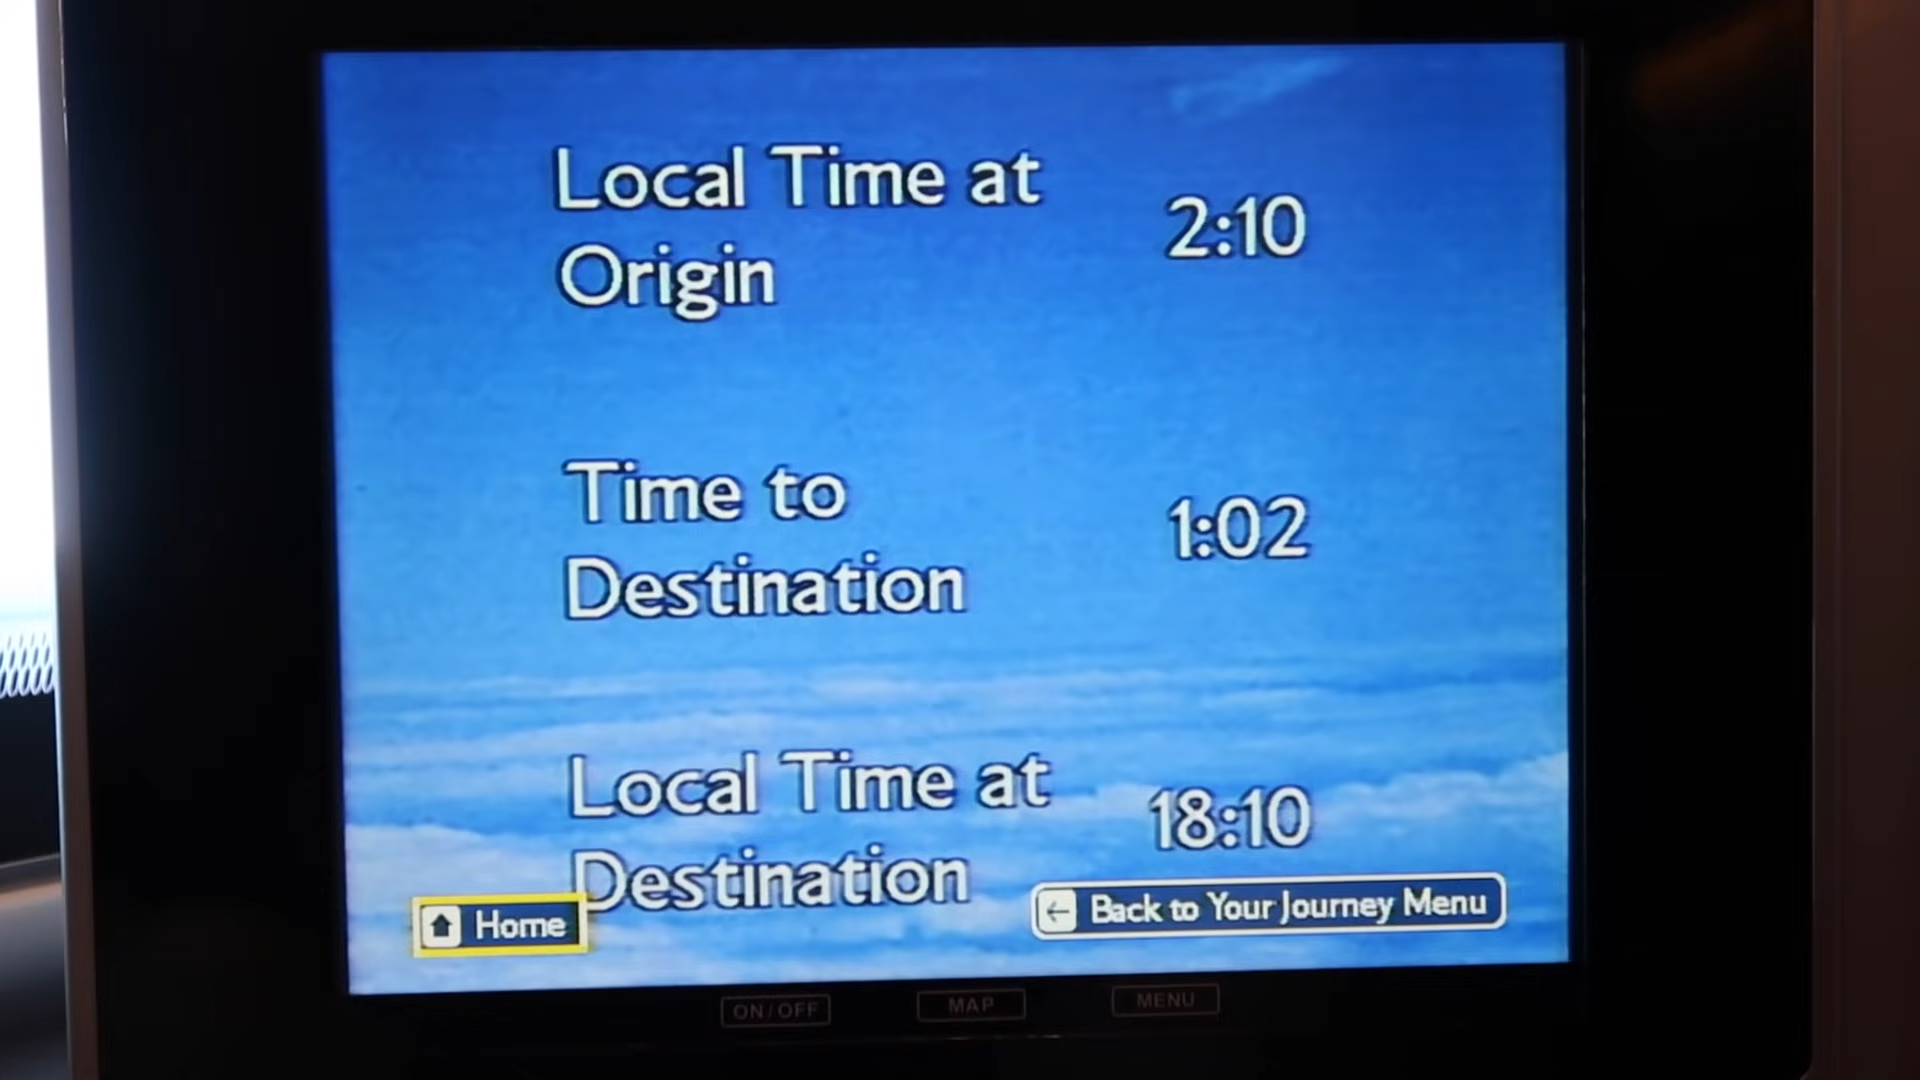 Local Time at
Origin
2:10
Time to
Destination
1:02
Local Time at
Destination
18:10
Home
Back to Your Journey Menu
ON/OFF
MAP
MENU